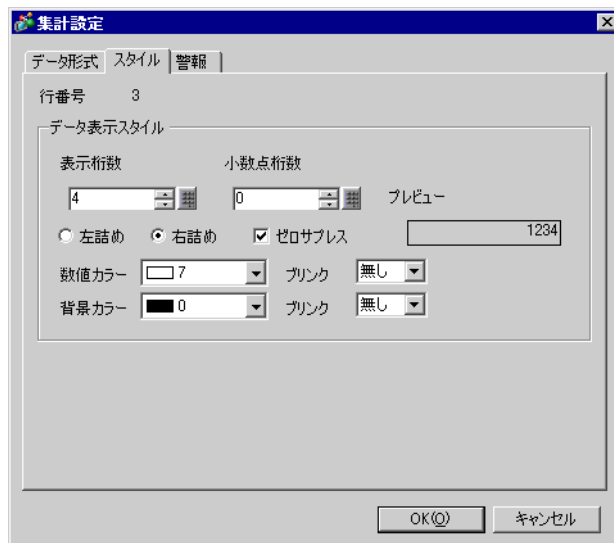 集計設定
データ形式 スタイル 警報
行番号 3
データ表示スタイル
表示桁数 小数点桁数
4 0 プレビュー
左詰め 右詰め ゼロサプレス 1234
数値カラー 7 ブリンク 無し
背景カラー 0 ブリンク 無し
OK(O) キャンセル